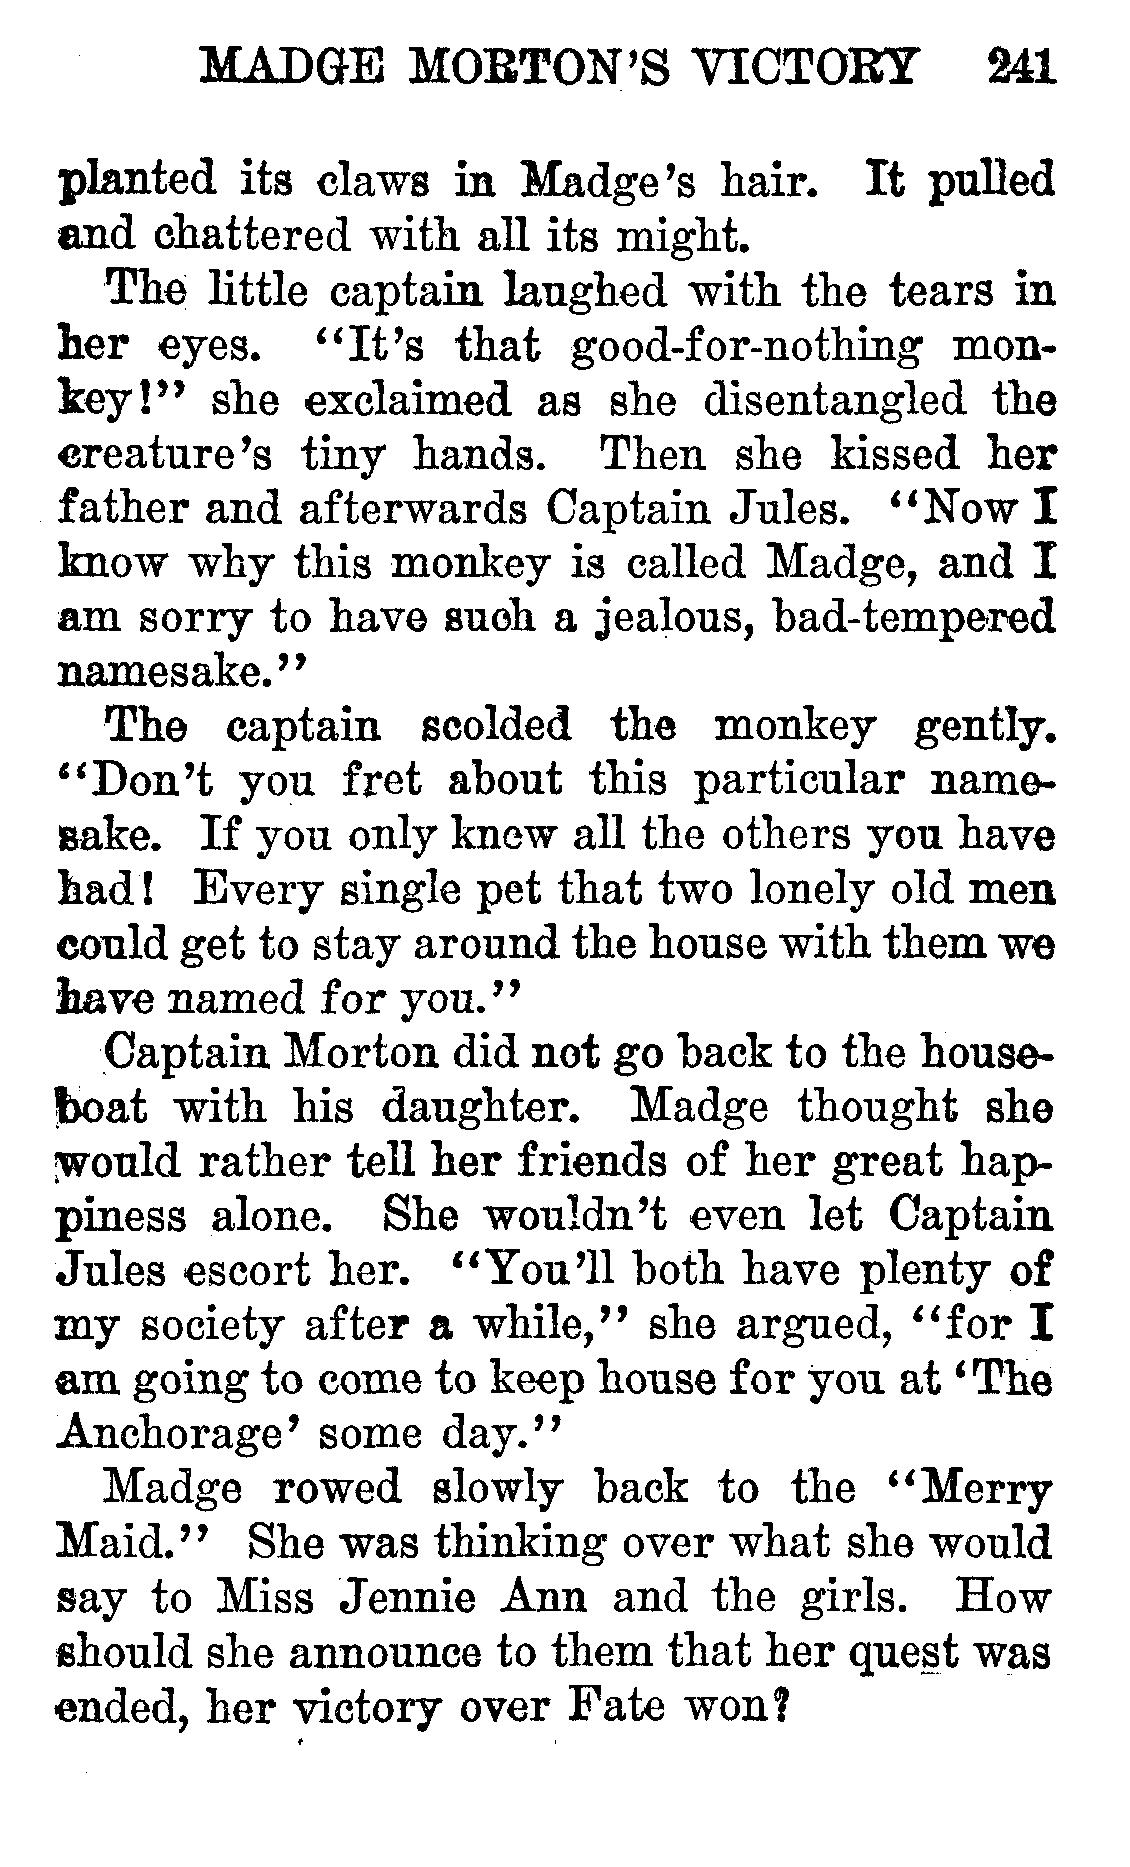 MADGE MORTON'S VICTORY 241
planted its claws in Madge's hair. It pulled
and chattered with all its might.
The little captain laughed with the tears in
her eyes. "It's that good-for-nothing mon-
key!" she exclaimed as she disentangled the
creature's tiny hands. Then she kissed her
father and afterwards Captain Jules. "Now I
know why this monkey is called Madge, and I
am sorry to have such a jealous, bad-tempered
namesake."
The captain scolded the monkey gently.
"Don't you fret about this particular name-
sake. If you only knew all the others you have
had! Every single pet that two lonely old men
could get to stay around the house with them we
have named for you."
Captain Morton did not go back to the house-
boat with his daughter. Madge thought she
would rather tell her friends of her great hap-
piness alone. She wouldn't even let Captain
Jules escort her. "You'll both have plenty of
my society after a while," she argued, "for I
am going to come to keep house for you at 'The
Anchorage' some day."
Madge rowed slowly back to the "Merry
Maid." She was thinking over what she would
say to Miss Jennie Ann and the girls. How
should she announce to them that her quest was
ended, her victory over Fate won?